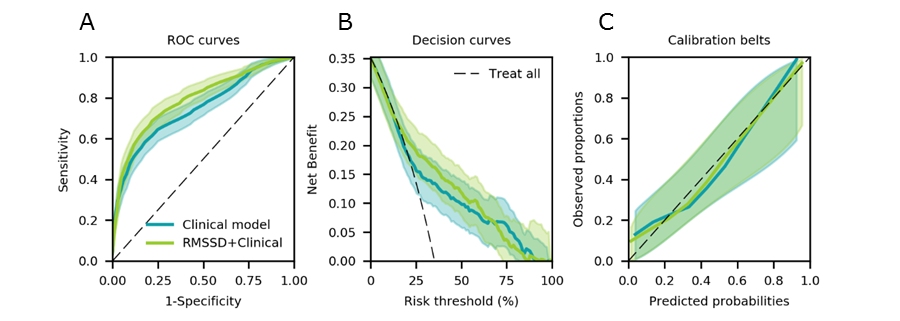 A
B
C
ROC curves
Decision curves
Calibration belts
Sensitivity
1.0
0.8
0.6
0.4
0.2
0.0
Clinical model
RMSSD+Clinical
0.00
0.25
0.50
0.75
1.00
1-Specificity
Net Benefit
0.35
0.30
0.25
0.20
0.15
0.10
0.05
0.00
Treat all
0
25
50
75
100
Risk threshold (%)
Observed proportions
1.0
0.8
0.6
0.4
0.2
0.0
0.0
0.2
0.4
0.6
0.8
1.0
Predicted probabilities